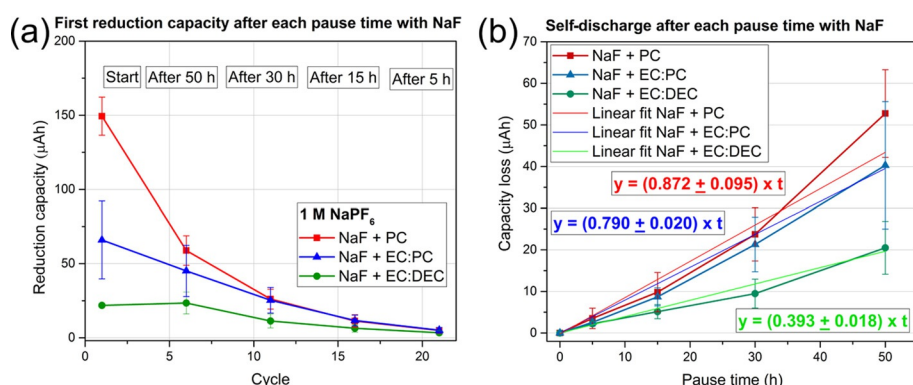 (a)
First reduction capacity after each pause time with NaF
200
150
100
50
0
Reduction capacity (μAh)
Start
After 50 h
After 30 h
After 15 h
After 5 h
1 M NaPF6
NaF + PC
NaF + EC:PC
NaF + EC:DEC
0
5
10
15
20
Cycle
(b)
Self-discharge after each pause time with NaF
70
60
50
40
30
20
10
0
Capacity loss (μAh)
NaF + PC
NaF + EC:PC
NaF + EC:DEC
Linear fit NaF + PC
Linear fit NaF + EC:PC
Linear fit NaF + EC:DEC
y = (0.872 ± 0.095) x t
y = (0.790 ± 0.020) x t
y = (0.393 ± 0.018) x t
0
10
20
30
40
50
Pause time (h)